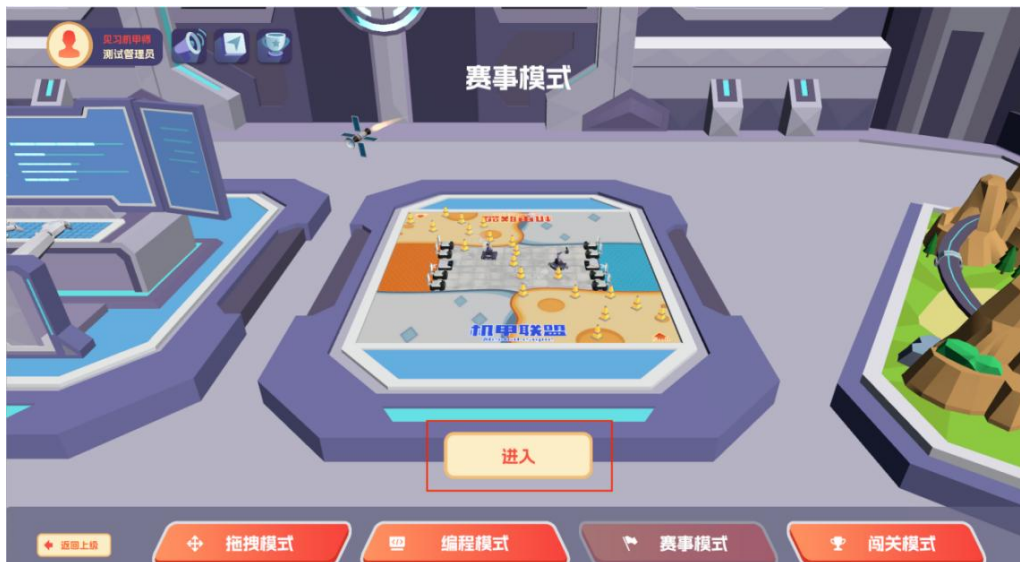 见习机甲师
测试管理员
赛事模式
机甲联盟
进入
返回上级
拖拽模式
编程模式
赛事模式
闯关模式